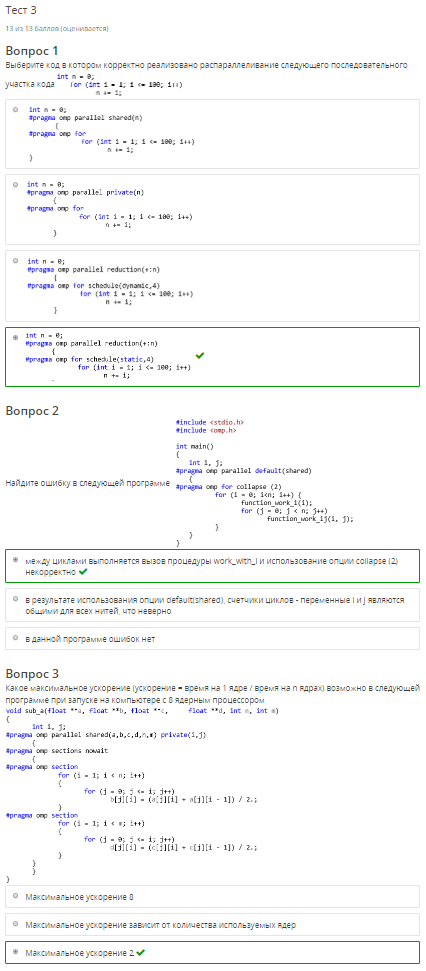 Тест 3
13 из 13 баллов (оценивается)
Вопрос 1
Выберите код в котором корректно реализовано распараллеливание следующего последовательного
участка кода
int n = 0;
for (int i = 1; i <= 100; i++)
n += i;
int n = 0;
#pragma omp parallel shared(n)
{
#pragma omp for
for (int i = 1; i <= 100; i++)
n += i;
}
int n = 0;
#pragma omp parallel private(n)
{
#pragma omp for
for (int i = 1; i <= 100; i++)
n += i;
}
int n = 0;
#pragma omp parallel reduction(+:n)
{
#pragma omp for schedule(dynamic,4)
for (int i = 1; i <= 100; i++)
n += i;
}
int n = 0;
#pragma omp parallel reduction(+:n)
{
#pragma omp for schedule(static,4)
for (int i = 1; i <= 100; i++)
n += i;
Вопрос 2
Найдите ошибку в следующей программе
#include <stdio.h>
#include <omp.h>
int main()
{
int i, j;
#pragma omp parallel default(shared)
{
#pragma omp for collapse (2)
for (i = 0; i<n; i++) {
function_work_i(i);
for (j = 0; j < n; j++)
function_work_ij(i, j);
}
}
}
между циклами выполняется вызов процедуры work_with_i и использование опции collapse (2)
некорректно
в результате использования опции default(shared), счетчики циклов - переменные i и j являются
общими для всех нитей, что неверно
в данной программе ошибок нет
Вопрос 3
Какое максимальное ускорение (ускорение = время на 1 ядре / время на n ядрах) возможно в следующей
программе при запуске на компьютере с 8 ядерным процессором
void sub_a(float **a, float **b, float **c, float **d, int n, int m)
{
int i, j;
#pragma omp parallel shared(a,b,c,d,n,m) private(i,j)
{
#pragma omp sections nowait
{
#pragma omp section
for (i = 1; i < n; i++)
{
for (j = 0; j <= i; j++)
b[j][i] = (a[j][i] + a[j][i - 1]) / 2.;
}
#pragma omp section
for (i = 1; i < m; i++)
{
for (j = 0; j <= i; j++)
d[j][i] = (c[j][i] + c[j][i - 1]) / 2.;
}
}
}
}
Максимальное ускорение 8
Максимальное ускорение зависит от количества используемых ядер
Максимальное ускорение 2